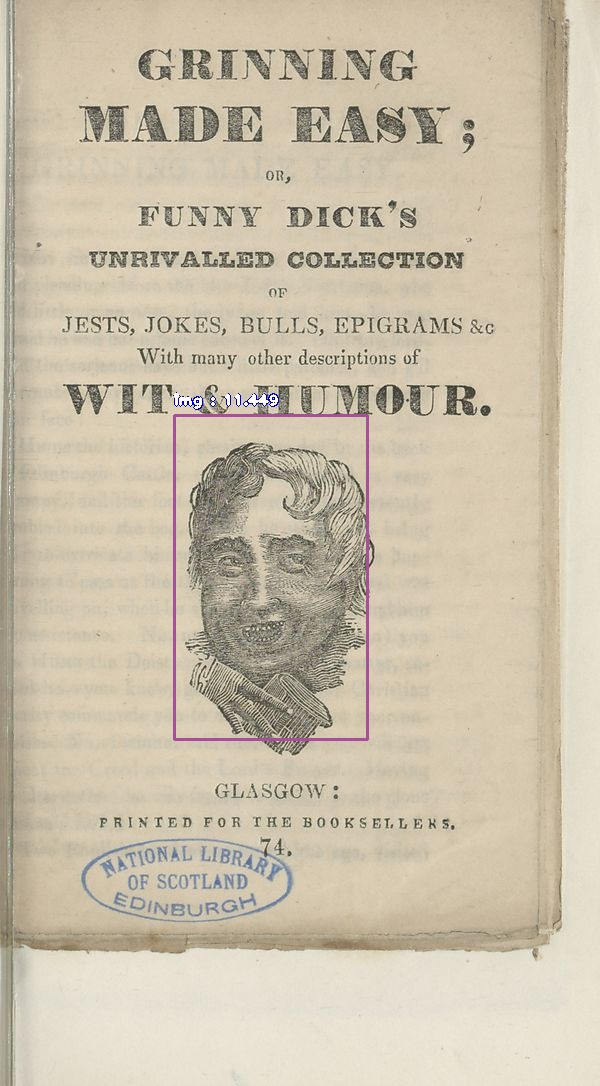 GRINNING
MADE EASY;
OR,
FUNNY DICK'S
UNRIVALLED COLLECTION
OF
JESTS, JOKES, BULLS, EPIGRAMS &c
With many other descriptions of
WIT & HUMOUR.
img : 11.449
GLASGOW:
PRINTED FOR THE BOOKSELLERS.
74.
NATIONAL LIBRARY
OF SCOTLAND
EDINBURGH